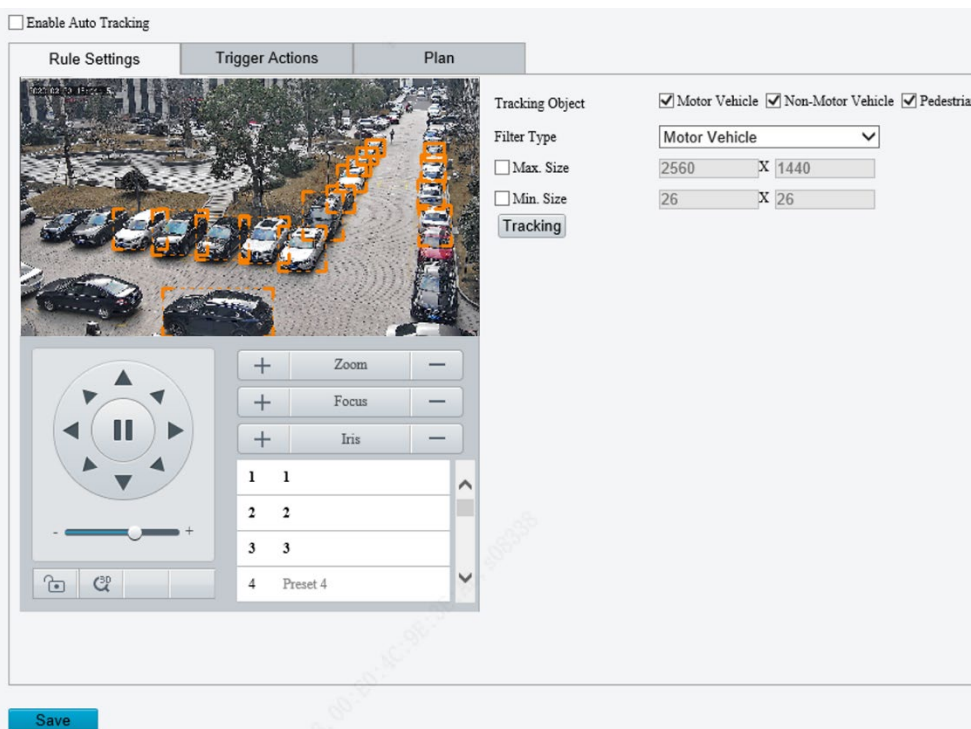 Enable Auto Tracking
Rule Settings Trigger Actions Plan
Tracking Object Motor Vehicle Non-Motor Vehicle Pedestria
Filter Type Motor Vehicle
Max. Size 2560 X 1440
Min. Size 26 X 26
Tracking
+ Zoom −
+ Focus −
+ Iris −
1 1
2 2
3 3
4 Preset 4
- +
3D
Save